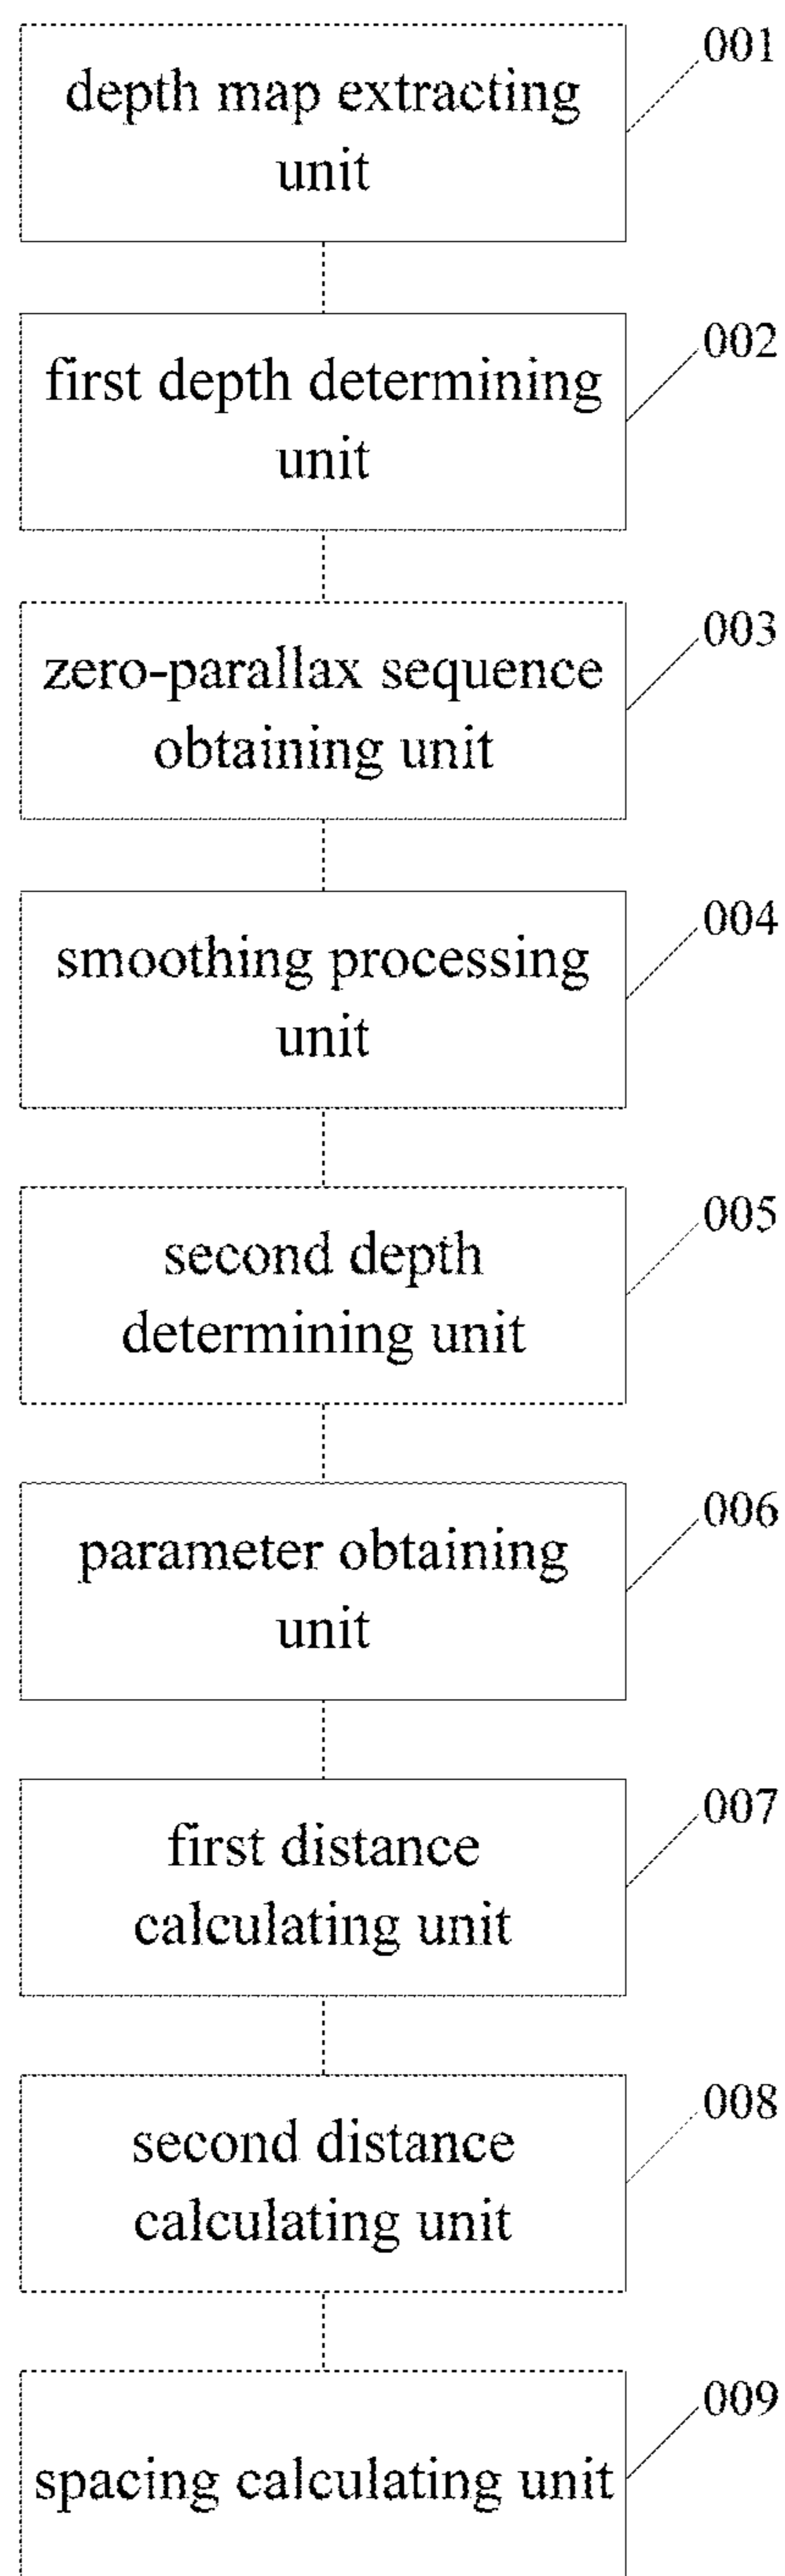 001
depth map extracting
unit
002
first depth determining
unit
003
zero-parallax sequence
obtaining unit
004
smoothing processing
unit
005
second depth
determining unit
006
parameter obtaining
unit
007
first distance
calculating unit
008
second distance
calculating unit
009
spacing calculating unit